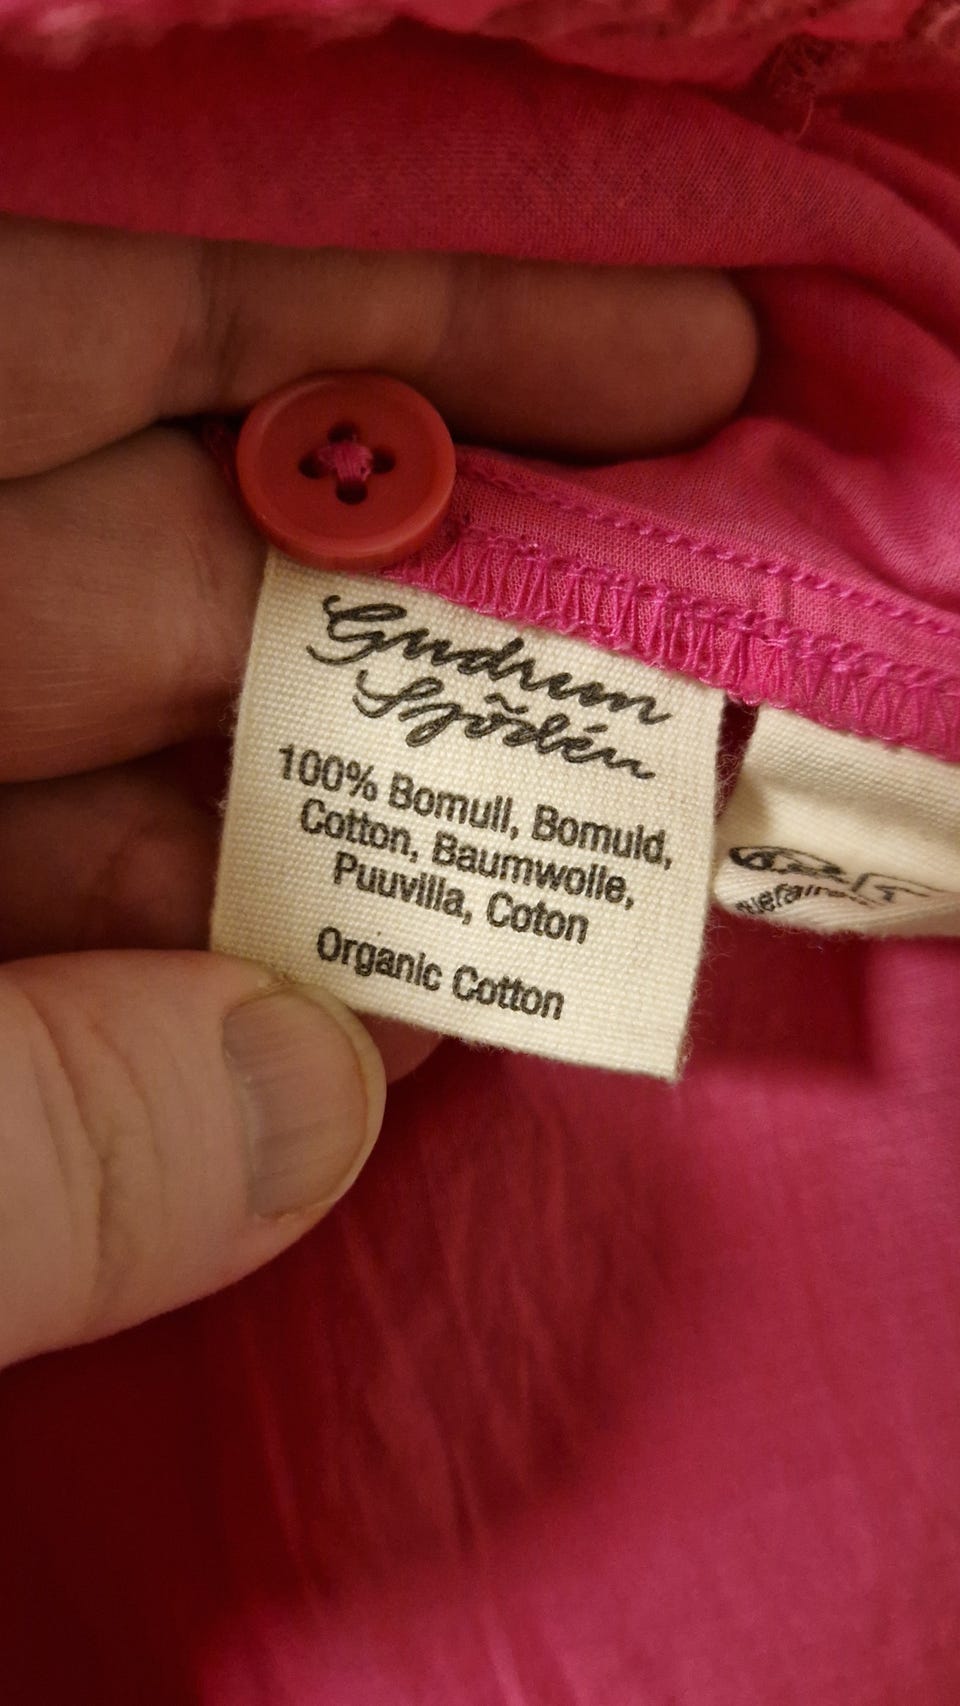 Gudrun
Sjödén
100% Bomull, Bomuld,
Cotton, Baumwolle,
Puuvilla, Coton
Organic Cotton